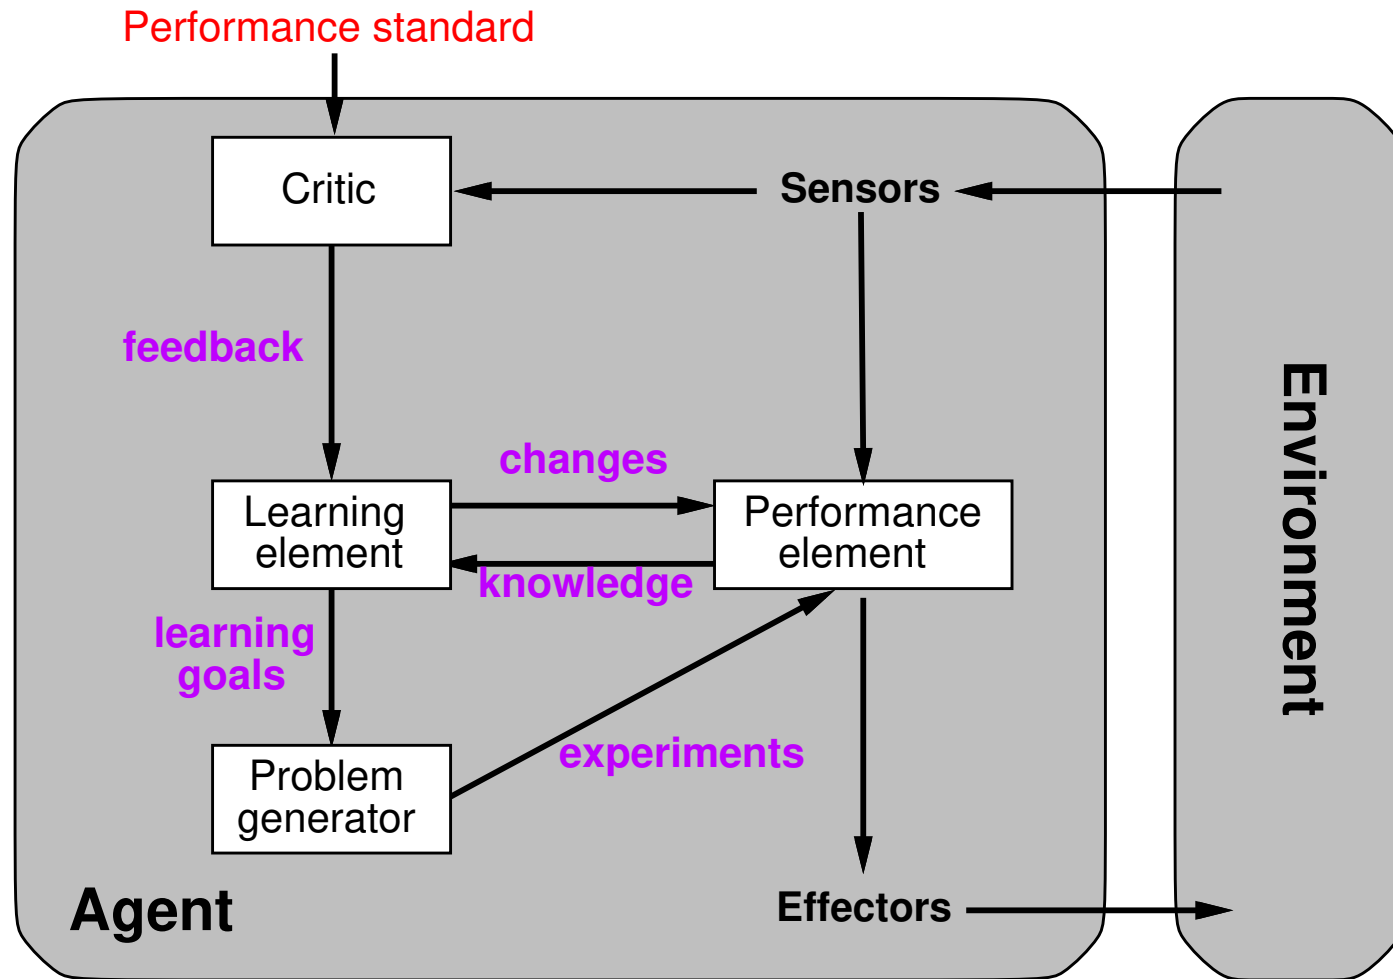 Performance standard
Critic
Sensors
feedback
changes
Learning
element
Performance
element
knowledge
learning
goals
experiments
Problem
generator
Agent
Effectors
Environment